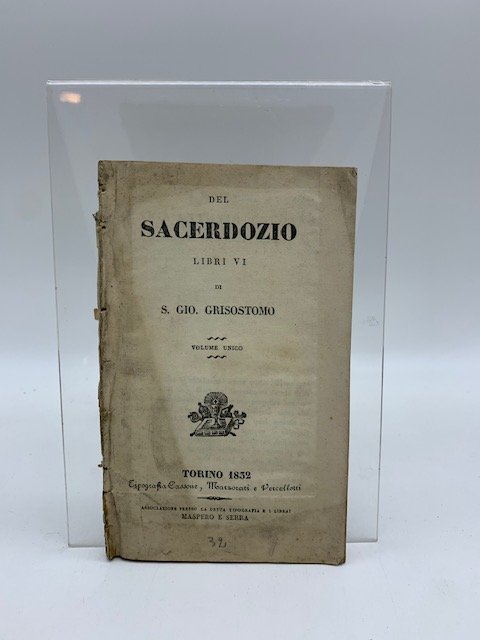 DEL
SACERDOZIO
LIBRI VI
DI
S. GIO. GRISOSTOMO
VOLUME UNICO
TORINO 1832
Tipografia Cassone, Marzorati e Vercellotti
ASSOCIAZIONE PRESSO LA DETTA TIPOGRAFIA E I LIBRAI
MASPERO E SERRA
32